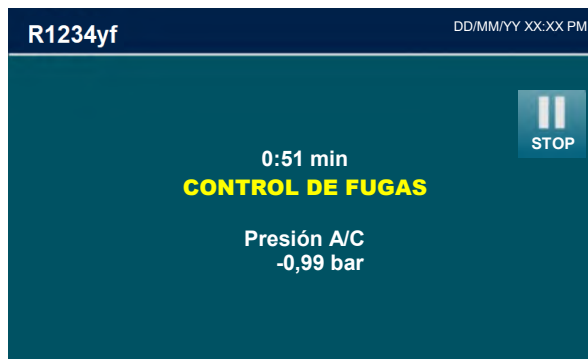 R1234yf
DD/MM/YY XX:XX PM
STOP
0:51 min
CONTROL DE FUGAS
Presión A/C
-0,99 bar